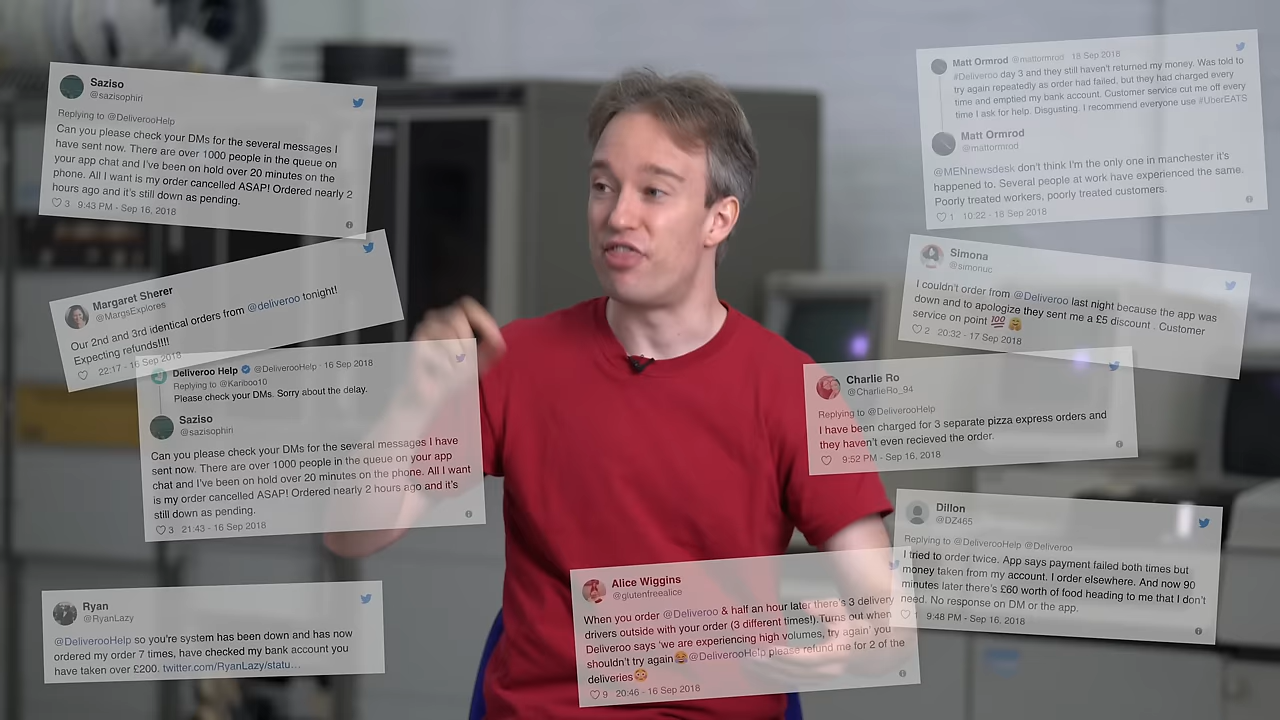 Saziso
@sazisophiri
Replying to @DeliverooHelp
Can you please check your DMs for the several messages I
have sent now. There are over 1000 people in the queue on
your app chat and I've been on hold over 20 minutes on the
phone. All I want is my order cancelled ASAP! Ordered nearly 2
hours ago and it's still down as pending.
3 9:43 PM - Sep 16, 2018
Margaret Sherer
@MargsExplores
Our 2nd and 3rd identical orders from @deliveroo tonight!
Expecting refunds!!!!
22:17 - 16 Sep 2018
Deliveroo Help @DeliverooHelp · 16 Sep 2018
Replying to @Kariboo10
Please check your DMs. Sorry about the delay.
Saziso
@sazisophiri
Can you please check your DMs for the several messages I have
sent now. There are over 1000 people in the queue on your app
chat and I've been on hold over 20 minutes on the phone. All I want
is my order cancelled ASAP! Ordered nearly 2 hours ago and it's
still down as pending.
3 21:43 - 16 Sep 2018
Ryan
@RyanLazy
@DeliverooHelp so you're system has been down and has now
ordered my order 7 times, have checked my bank account you
have taken over £200. twitter.com/RyanLazy/statu…
Matt Ormrod @mattormod 18 Sep 2018
#Deliveroo day 3 and they still haven't returned my money. Was told to
try again repeatedly as order had failed, but they had charged every
time and emptied my bank account. Customer service cut me off every
time I ask for help. Disgusting. I recommend everyone use #UberEATS
Matt Ormrod
@mattormod
@MENnewsdesk don't think I'm the only one in manchester it's
happened to. Several people at work have experienced the same.
Poorly treated workers, poorly treated customers.
1 10:22 - 18 Sep 2018
Simona
@simonuc
I couldn't order from @Deliveroo last night because the app was
down and to apologize they sent me a £5 discount . Customer
service on point 💯 🤗
2 20:32 - 17 Sep 2018
Charlie Ro
@CharlieRo_94
Replying to @DeliverooHelp
I have been charged for 3 separate pizza express orders and
they haven't even recieved the order.
9:52 PM - Sep 16, 2018
Dillon
@DZ465
Replying to @DeliverooHelp @Deliveroo
I tried to order twice. App says payment failed both times but
money taken from my account. I order elsewhere. And now 90
minutes later there's £60 worth of food heading to me that I don't
need. No response on DM or the app.
1 9:48 PM - Sep 16, 2018
Alice Wiggins
@glutenfreealice
When you order @Deliveroo & half an hour later there's 3 delivery
drivers outside with your order (3 different times!).Turns out when
Deliveroo says 'we are experiencing high volumes, try again' you
shouldn't try again😂@DeliverooHelp please refund me for 2 of the
deliveries😳
9 20:46 - 16 Sep 2018